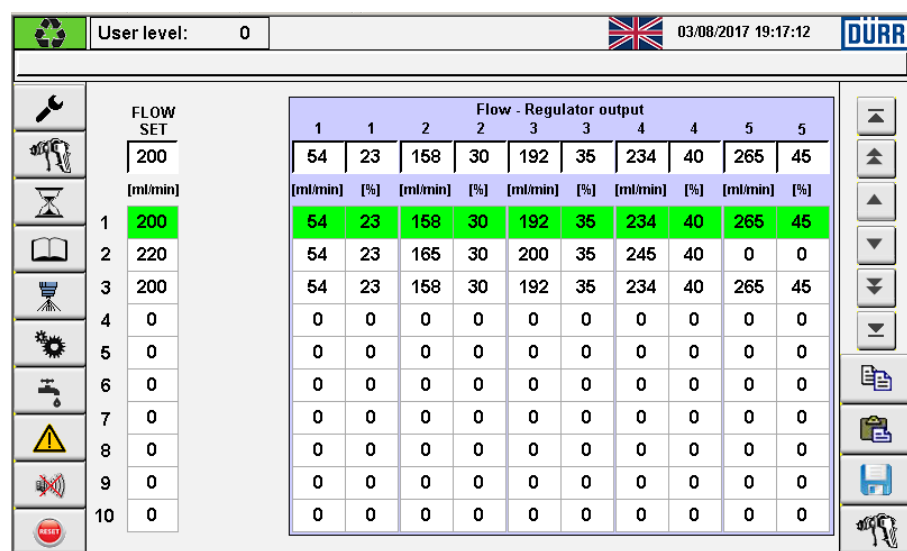 User level: 0 03/08/2017 19:17:12 DÜRR
FLOW SET
Flow - Regulator output
1 1 2 2 3 3 4 4 5 5
200 54 23 158 30 192 35 234 40 265 45
[ml/min] [ml/min] [%] [ml/min] [%] [ml/min] [%] [ml/min] [%] [ml/min] [%]
1 200 54 23 158 30 192 35 234 40 265 45
2 220 54 23 165 30 200 35 245 40 0 0
3 200 54 23 158 30 192 35 234 40 265 45
4 0 0 0 0 0 0 0 0 0 0 0
5 0 0 0 0 0 0 0 0 0 0 0
6 0 0 0 0 0 0 0 0 0 0 0
7 0 0 0 0 0 0 0 0 0 0 0
8 0 0 0 0 0 0 0 0 0 0 0
9 0 0 0 0 0 0 0 0 0 0 0
10 0 0 0 0 0 0 0 0 0 0 0
RESET